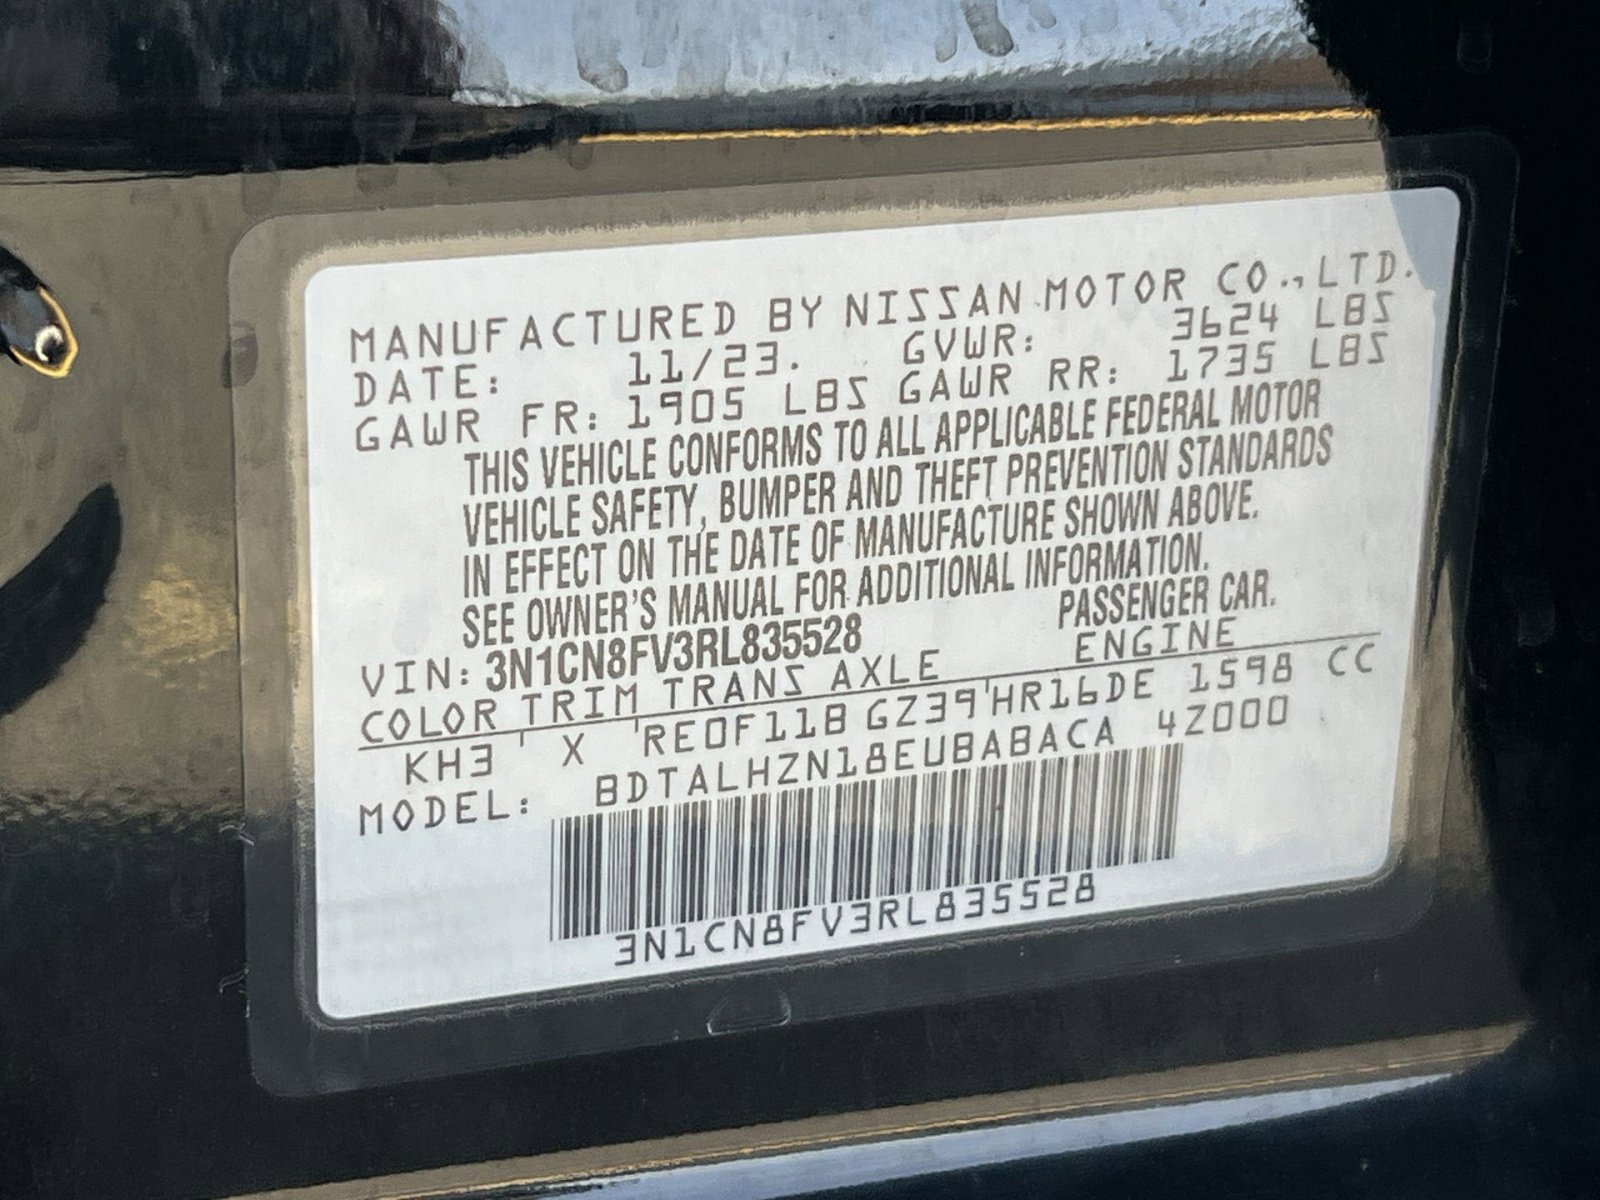 MANUFACTURED BY NISSAN MOTOR CO.,LTD.
DATE: 11/23. GVWR: 3624 LBS
GAWR FR: 1905 LBS GAWR RR: 1735 LBS
THIS VEHICLE CONFORMS TO ALL APPLICABLE FEDERAL MOTOR
VEHICLE SAFETY, BUMPER AND THEFT PREVENTION STANDARDS
IN EFFECT ON THE DATE OF MANUFACTURE SHOWN ABOVE.
SEE OWNER'S MANUAL FOR ADDITIONAL INFORMATION.
VIN: 3N1CN8FV3RL835528 PASSENGER CAR.
COLOR TRIM TRANS AXLE ENGINE
KH3 ' X 'RE0F11B GZ39'HR16DE 1598 CC
MODEL: BDTALHZN18EUBABACA 4Z000
3N1CN8FV3RL835528